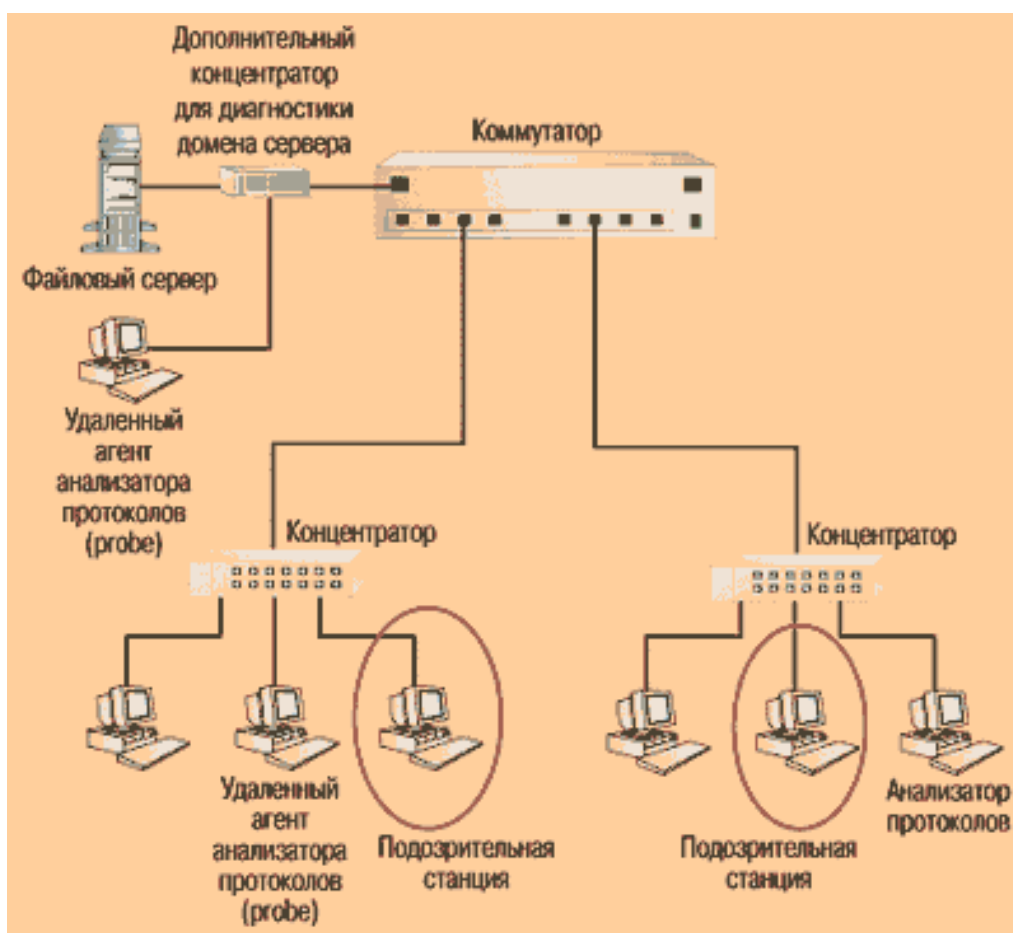 Дополнительный
концентратор
для диагностики
домена сервера
Коммутатор
Файловый сервер
Удаленный
агент
анализатора
протоколов
(probe)
Концентратор
Концентратор
Удаленный
агент
анализатора
протоколов
(probe)
Подозрительная
станция
Подозрительная
станция
Анализатор
протоколов